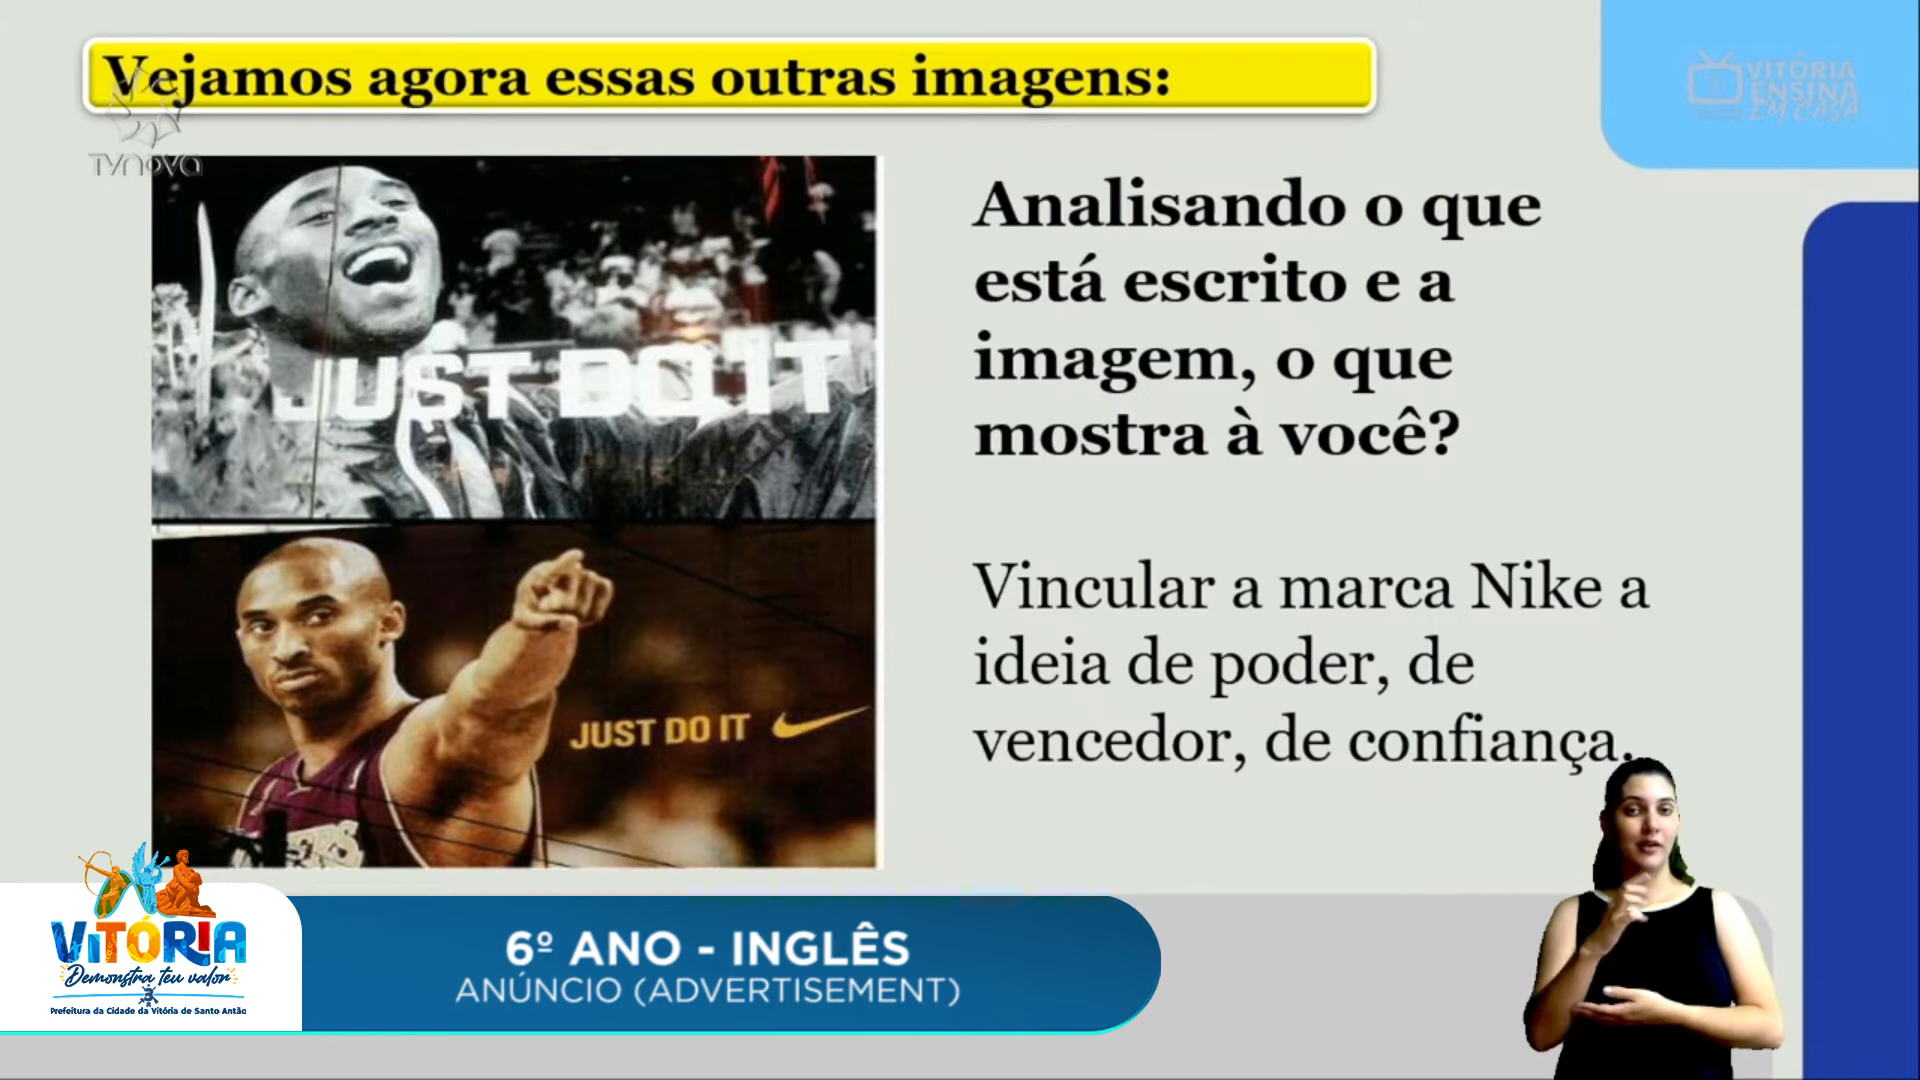 Vejamos agora essas outras imagens:
TVnova
VITÓRIA
ENSINA
EM CASA
JUST DO IT
JUST DO IT
Analisando o que
está escrito e a
imagem, o que
mostra à você?
Vincular a marca Nike a
ideia de poder, de
vencedor, de confiança.
VITÓRIA
Demonstra teu valor
Prefeitura da Cidade da Vitória de Santo Antão
6º ANO - INGLÊS
ANÚNCIO (ADVERTISEMENT)